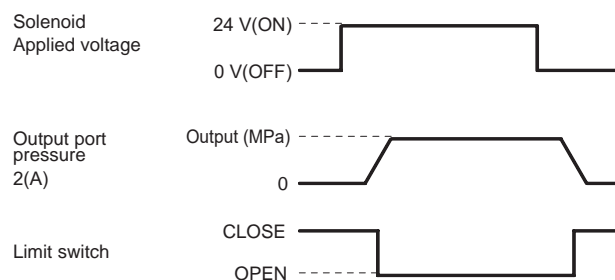 Solenoid
Applied voltage
24 V(ON)
0 V(OFF)
Output port
pressure
2(A)
Output (MPa)
0
Limit switch
CLOSE
OPEN